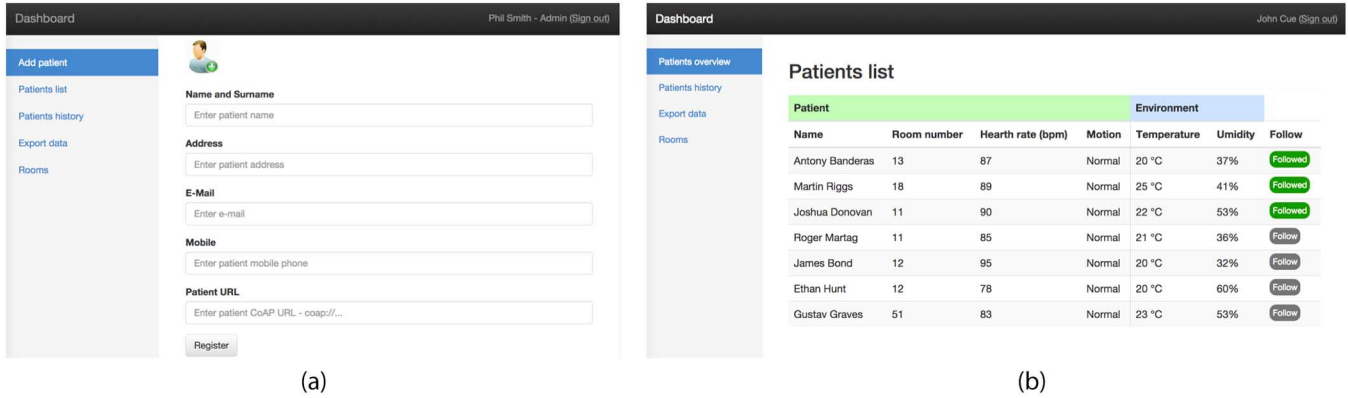 Dashboard
Phil Smith - Admin (Sign out)
Add patient
Patients list
Patients history
Export data
Rooms
Name and Surname
Enter patient name
Address
Enter patient address
E-Mail
Enter e-mail
Mobile
Enter patient mobile phone
Patient URL
Enter patient CoAP URL - coap://...
Register
(a)
Dashboard
John Cue (Sign out)
Patients overview
Patients history
Export data
Rooms
Patients list
Patient Environment
Name Room number Hearth rate (bpm) Motion Temperature Umidity Follow
Antony Banderas 13 87 Normal 20 °C 37% Followed
Martin Riggs 18 89 Normal 25 °C 41% Followed
Joshua Donovan 11 90 Normal 22 °C 53% Followed
Roger Martag 11 85 Normal 21 °C 36% Follow
James Bond 12 95 Normal 20 °C 32% Follow
Ethan Hunt 12 78 Normal 20 °C 60% Follow
Gustav Graves 51 83 Normal 23 °C 53% Follow
(b)